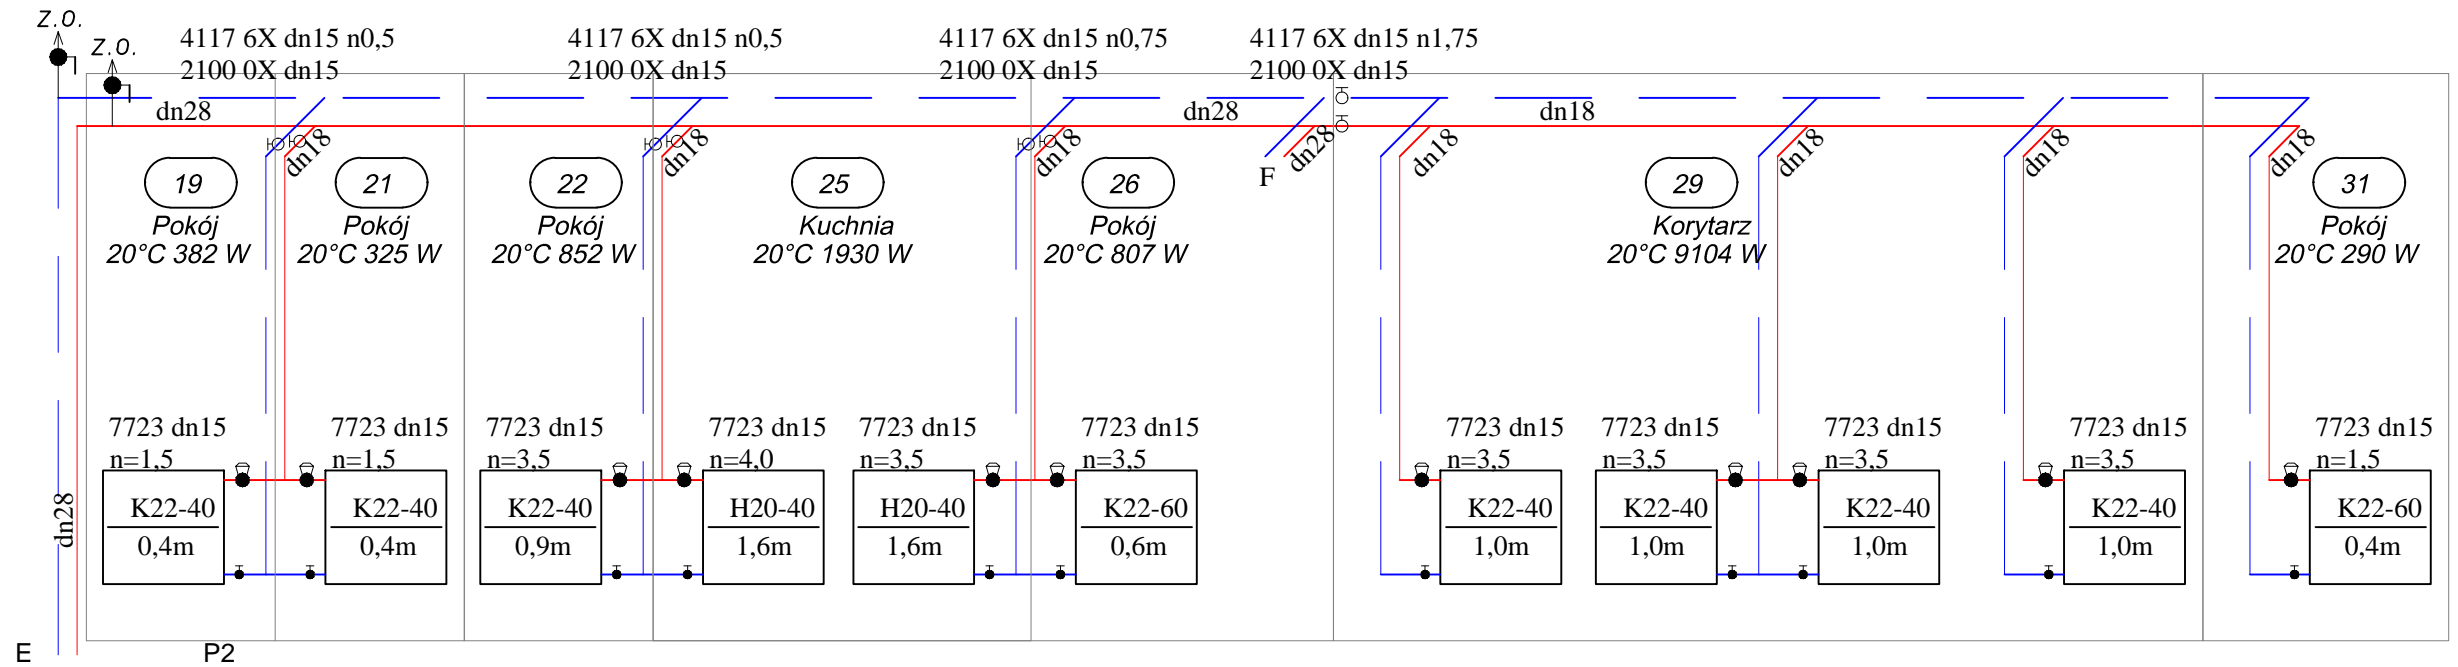 Z.O.
Z.O.
4117 6X dn15 n0,5
2100 0X dn15
4117 6X dn15 n0,5
2100 0X dn15
4117 6X dn15 n0,75
2100 0X dn15
4117 6X dn15 n1,75
2100 0X dn15
dn28
dn28
dn18
dn18
dn18
dn18
dn28
dn18
dn18
dn18
dn18
F
19
Pokój
20°C 382 W
21
Pokój
20°C 325 W
22
Pokój
20°C 852 W
25
Kuchnia
20°C 1930 W
26
Pokój
20°C 807 W
29
Korytarz
20°C 9104 W
31
Pokój
20°C 290 W
dn28
7723 dn15
n=1,5
K22-40
0,4m
7723 dn15
n=1,5
K22-40
0,4m
7723 dn15
n=3,5
K22-40
0,9m
7723 dn15
n=4,0
H20-40
1,6m
7723 dn15
n=3,5
H20-40
1,6m
7723 dn15
n=3,5
K22-60
0,6m
7723 dn15
n=3,5
K22-40
1,0m
7723 dn15
n=3,5
K22-40
1,0m
7723 dn15
n=3,5
K22-40
1,0m
7723 dn15
n=3,5
K22-40
1,0m
7723 dn15
n=1,5
K22-60
0,4m
E
P2